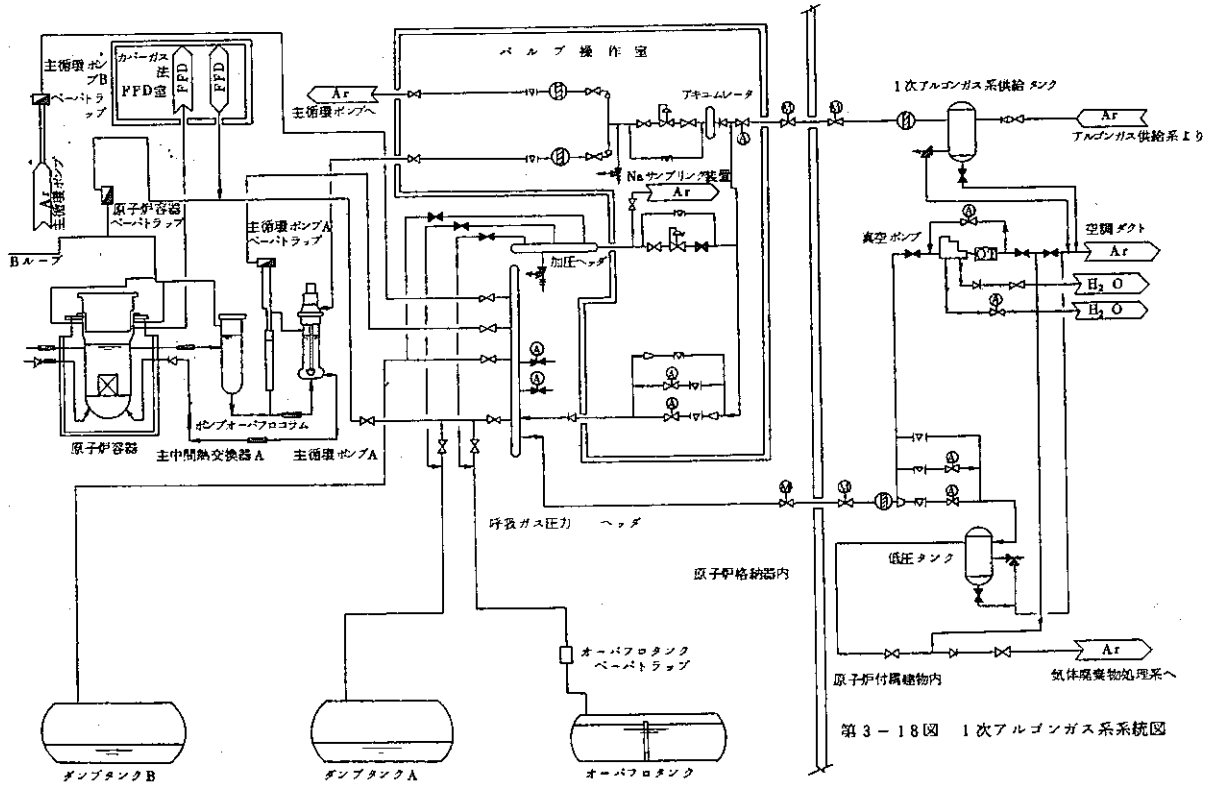 バルブ操作室
主循環ポン
プB
ベーパトラ
ップ
カバーガス
法
FFD室
FFD
FFD
Ar
主循環ポンプへ
アキュムレータ
M
M
A
1次アルゴンガス系供給タンク
Ar
アルゴンガス供給系より
Ar
主循環ポンプ
原子炉容器
ベーパトラップ
主循環ポンプA
ベーパトラップ
Naサンプリング装置
Ar
真空ポンプ
A
OT
空調ダクト
Ar
Bループ
加圧ヘッダ
H₂O
A
H₂O
A
A
A
A
ポンプオーバフロコラム
原子炉容器
主中間熱交換器A
主循環ポンプA
A
A
M
M
呼吸ガス圧力 ヘッダ
低圧タンク
原子炉格納器内
オーバフロタンク
ベーパトラップ
Ar
原子炉付属建物内
気体廃棄物処理系へ
ダンプタンクB
ダンプタンクA
オーバフロタンク
第3-18図 1次アルゴンガス系系統図